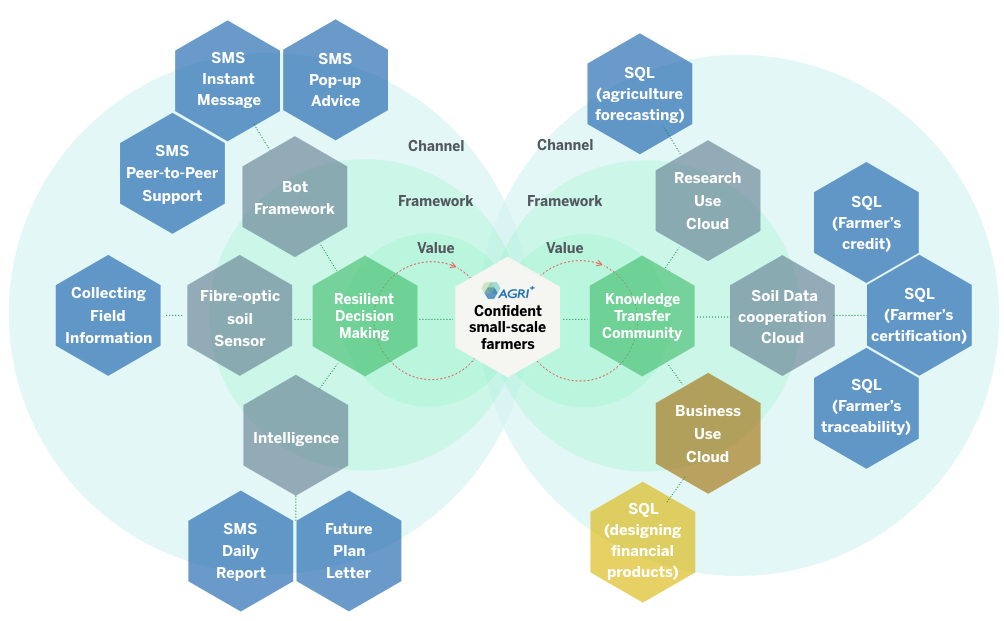 SMS
Instant
Message
SMS
Pop-up
Advice
SMS
Peer-to-Peer
Support
Bot
Framework
Channel
Framework
Value
Collecting
Field
Information
Fibre-optic
soil
Sensor
Resilient
Decision
Making
AGRI+
Confident
small-scale
farmers
Intelligence
SMS
Daily
Report
Future
Plan
Letter
Channel
Framework
Value
SQL
(agriculture
forecasting)
Research
Use
Cloud
Knowledge
Transfer
Community
Soil Data
cooperation
Cloud
SQL
(Farmer's
credit)
SQL
(Farmer's
certification)
SQL
(Farmer's
traceability)
Business
Use
Cloud
SQL
(designing
financial
products)